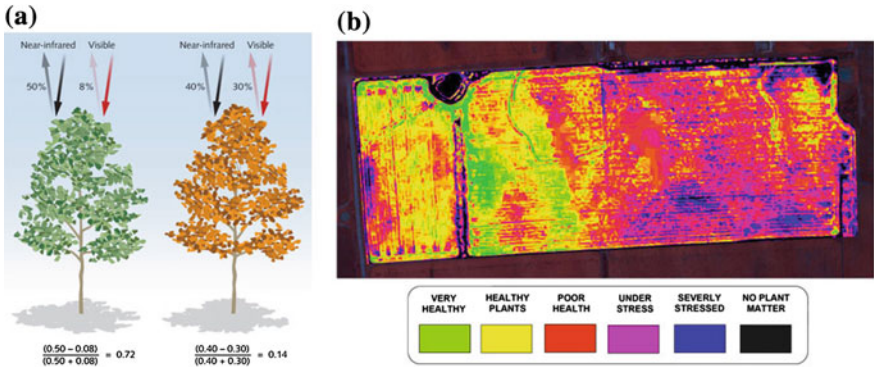 (a)
Near-infrared Visible Near-infrared Visible
50% 8% 40% 30%
(0.50 – 0.08)
(0.50 + 0.08) = 0.72
(0.40 – 0.30)
(0.40 + 0.30) = 0.14
(b)
VERY HEALTHY
HEALTHY PLANTS
POOR HEALTH
UNDER STRESS
SEVERLY STRESSED
NO PLANT MATTER